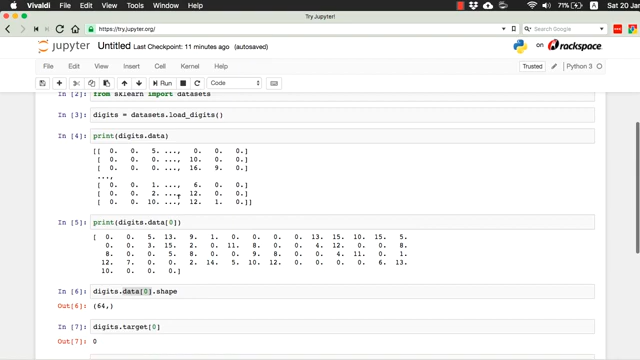 Vivaldi File Edit View Tools Window Help 71% A Sat 20 Jan
Try Jupyter!
https://try.jupyter.org/ Search Google
jupyter Untitled Last Checkpoint: 11 minutes ago (autosaved) on rackspace
File Edit View Insert Cell Kernel Help Trusted Python 3
Run Code
In [2]: from sklearn import datasets
In [3]: digits = datasets.load_digits()
In [4]: print(digits.data)
[[ 0. 0. 5. ..., 0. 0. 0.]
[ 0. 0. 0. ..., 10. 0. 0.]
[ 0. 0. 0. ..., 16. 9. 0.]
...,
[ 0. 0. 1. ..., 6. 0. 0.]
[ 0. 0. 2. ..., 12. 0. 0.]
[ 0. 0. 10. ..., 12. 1. 0.]]
In [5]: print(digits.data[0])
[ 0. 0. 5. 13. 9. 1. 0. 0. 0. 0. 13. 15. 10. 15. 5.
0. 0. 3. 15. 2. 0. 11. 8. 0. 0. 4. 12. 0. 0. 8.
8. 0. 0. 5. 8. 0. 0. 9. 8. 0. 0. 4. 11. 0. 1.
12. 7. 0. 0. 2. 14. 5. 10. 12. 0. 0. 0. 0. 6. 13.
10. 0. 0. 0.]
In [6]: digits.data[0].shape
Out[6]: (64,)
In [7]: digits.target[0]
Out[7]: 0